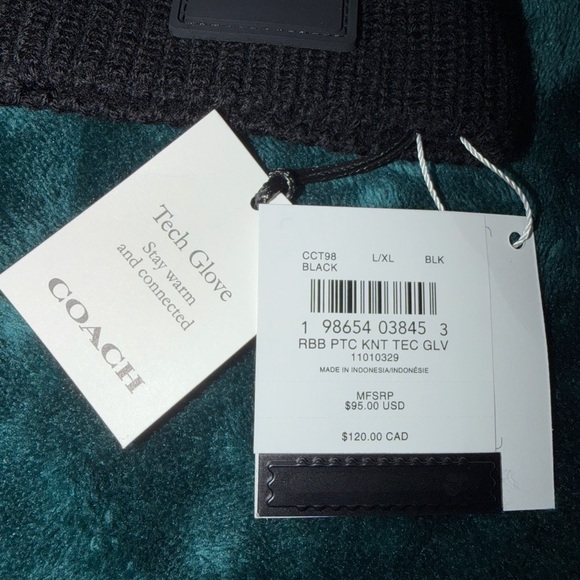 Tech Glove
Stay warm
and connected
COACH
CCT98 L/XL BLK
BLACK
1 98654 03845 3
RBB PTC KNT TEC GLV
11010329
MADE IN INDONESIA/INDONÉSIE
MFSRP
$95.00 USD
$120.00 CAD